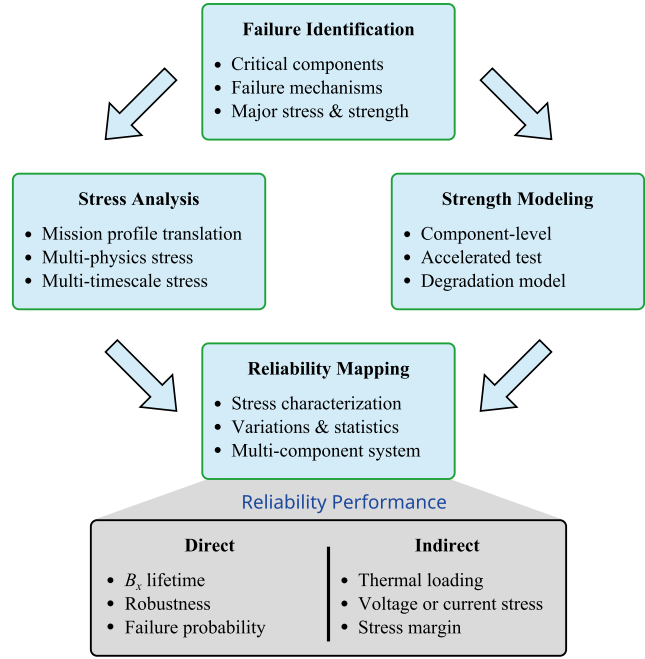 Failure Identification
• Critical components
• Failure mechanisms
• Major stress & strength
Stress Analysis
• Mission profile translation
• Multi-physics stress
• Multi-timescale stress
Strength Modeling
• Component-level
• Accelerated test
• Degradation model
Reliability Mapping
• Stress characterization
• Variations & statistics
• Multi-component system
Reliability Performance
Direct
• Bₓ lifetime
• Robustness
• Failure probability
Indirect
• Thermal loading
• Voltage or current stress
• Stress margin